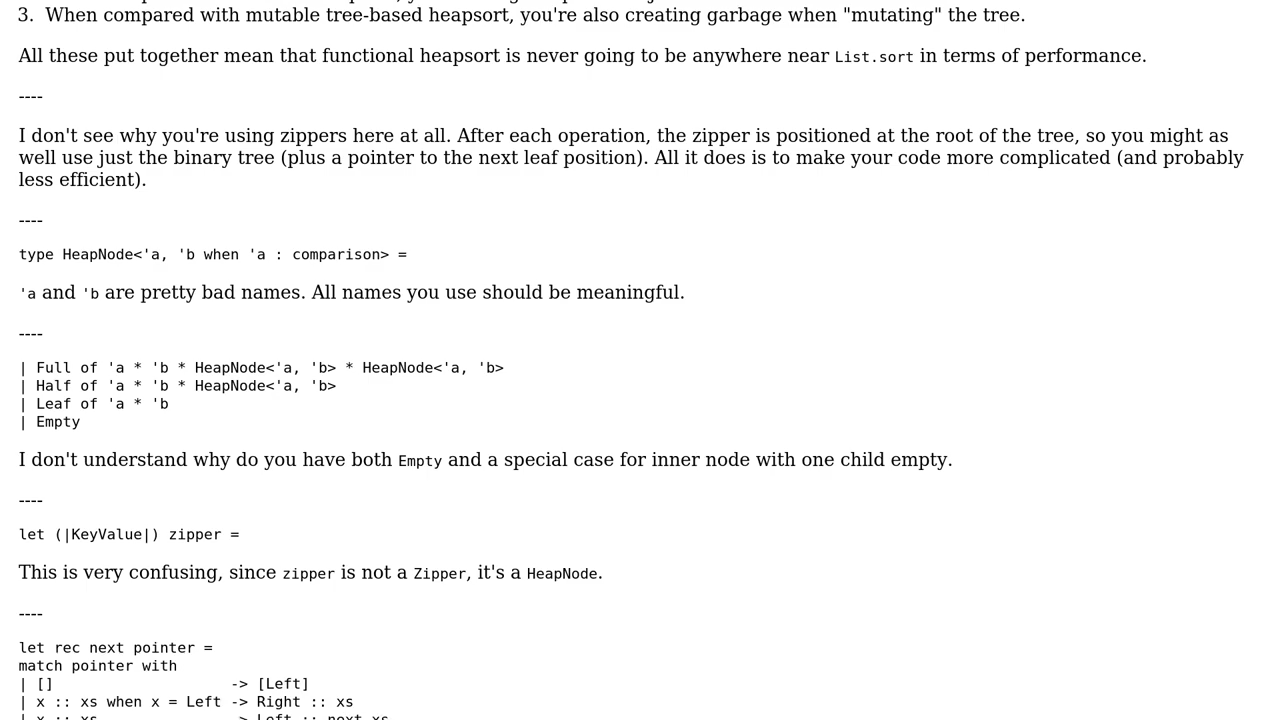 3. When compared with mutable tree-based heapsort, you're also creating garbage when "mutating" the tree.
All these put together mean that functional heapsort is never going to be anywhere near List.sort in terms of performance.
----
I don't see why you're using zippers here at all. After each operation, the zipper is positioned at the root of the tree, so you might as
well use just the binary tree (plus a pointer to the next leaf position). All it does is to make your code more complicated (and probably
less efficient).
----
type HeapNode<'a, 'b when 'a : comparison> =
'a and 'b are pretty bad names. All names you use should be meaningful.
----
| Full of 'a * 'b * HeapNode<'a, 'b> * HeapNode<'a, 'b>
| Half of 'a * 'b * HeapNode<'a, 'b>
| Leaf of 'a * 'b
| Empty
I don't understand why do you have both Empty and a special case for inner node with one child empty.
----
let (|KeyValue|) zipper =
This is very confusing, since zipper is not a Zipper, it's a HeapNode.
----
let rec next pointer =
match pointer with
| [] -> [Left]
| x :: xs when x = Left -> Right :: xs
| x :: xs -> Left :: next xs